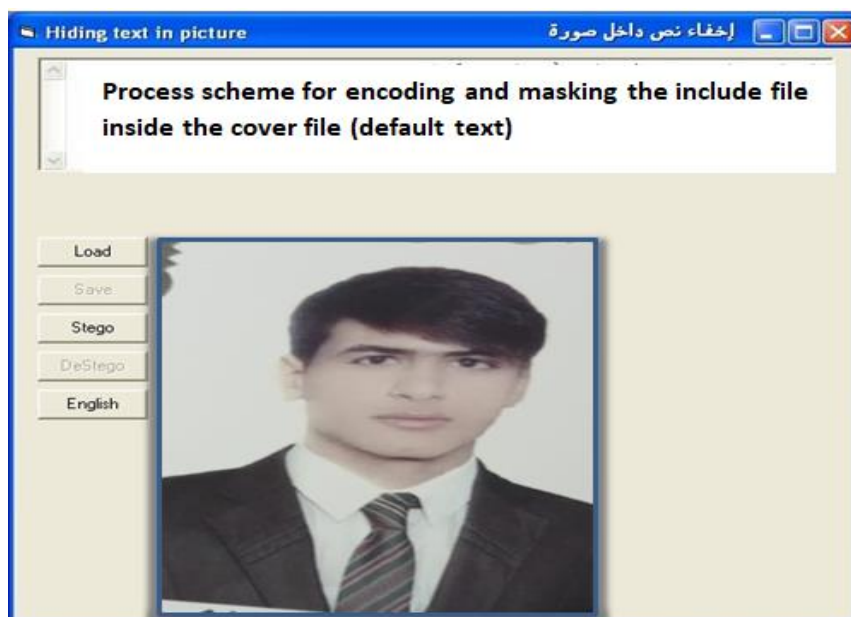 Hiding text in picture إخفاء نص داخل صورة
Process scheme for encoding and masking the include file
inside the cover file (default text)
Load
Save
Stego
DeStego
English